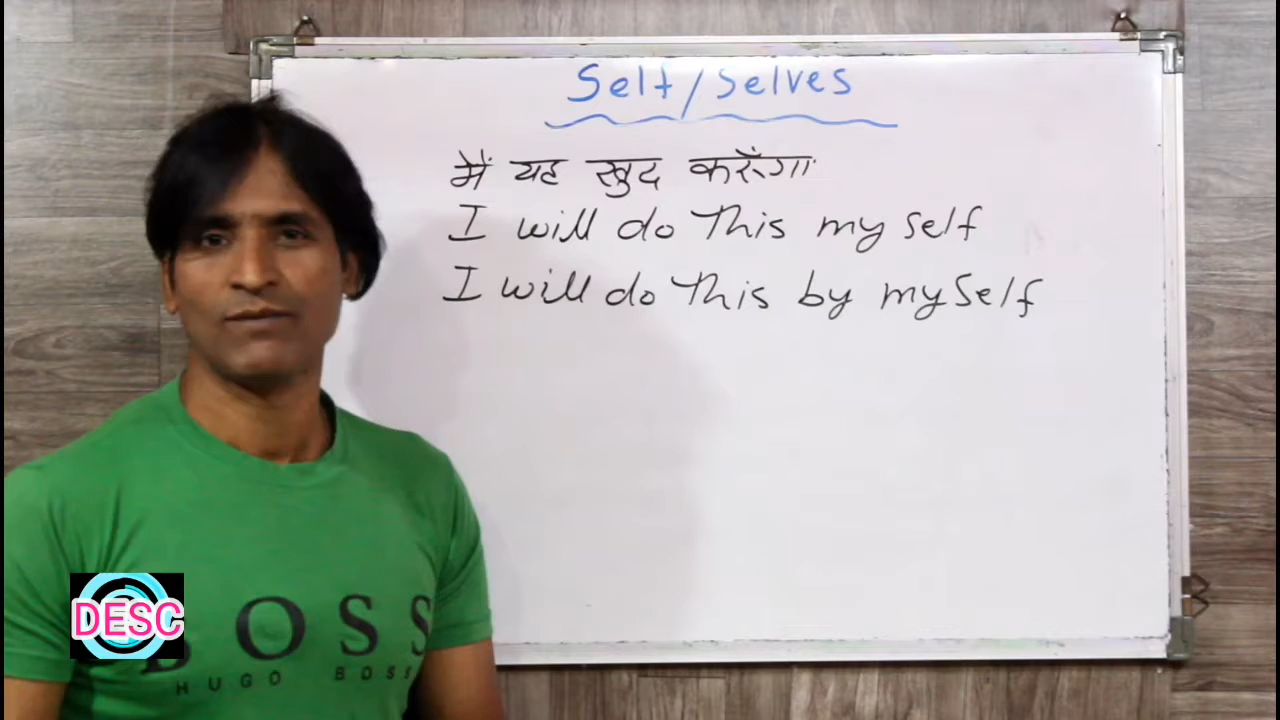 Self/Selves
मैं यह खुद करूँगा
I will do This my self
I will do This by mySelf
BOSS
HUGO BOSS
DESC